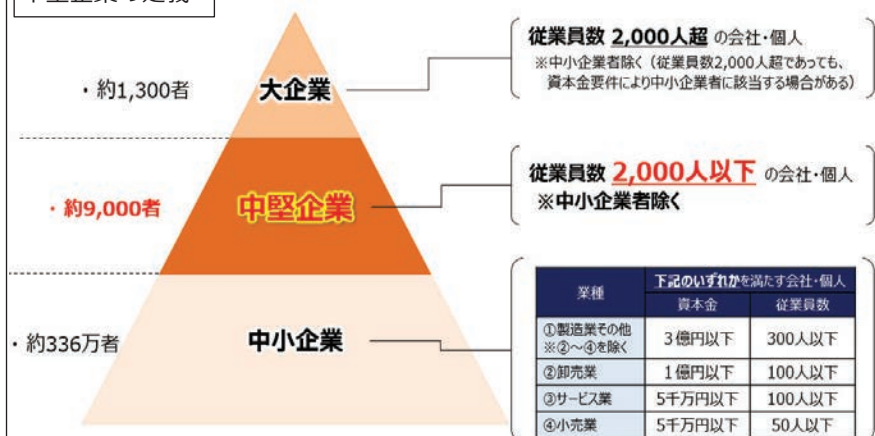 従業員数 2,000人超 の会社・個人
※中小企業者除く（従業員数2,000人超であっても、
資本金要件により中小企業者に該当する場合がある）
・約1,300者
大企業
従業員数 2,000人以下 の会社・個人
※中小企業者除く
・約9,000者
中堅企業
・約336万者
中小企業
業種 下記のいずれかを満たす会社・個人
資本金 従業員数
①製造業その他
※②～④を除く
3億円以下 300人以下
②卸売業 1億円以下 100人以下
③サービス業 5千万円以下 100人以下
④小売業 5千万円以下 50人以下